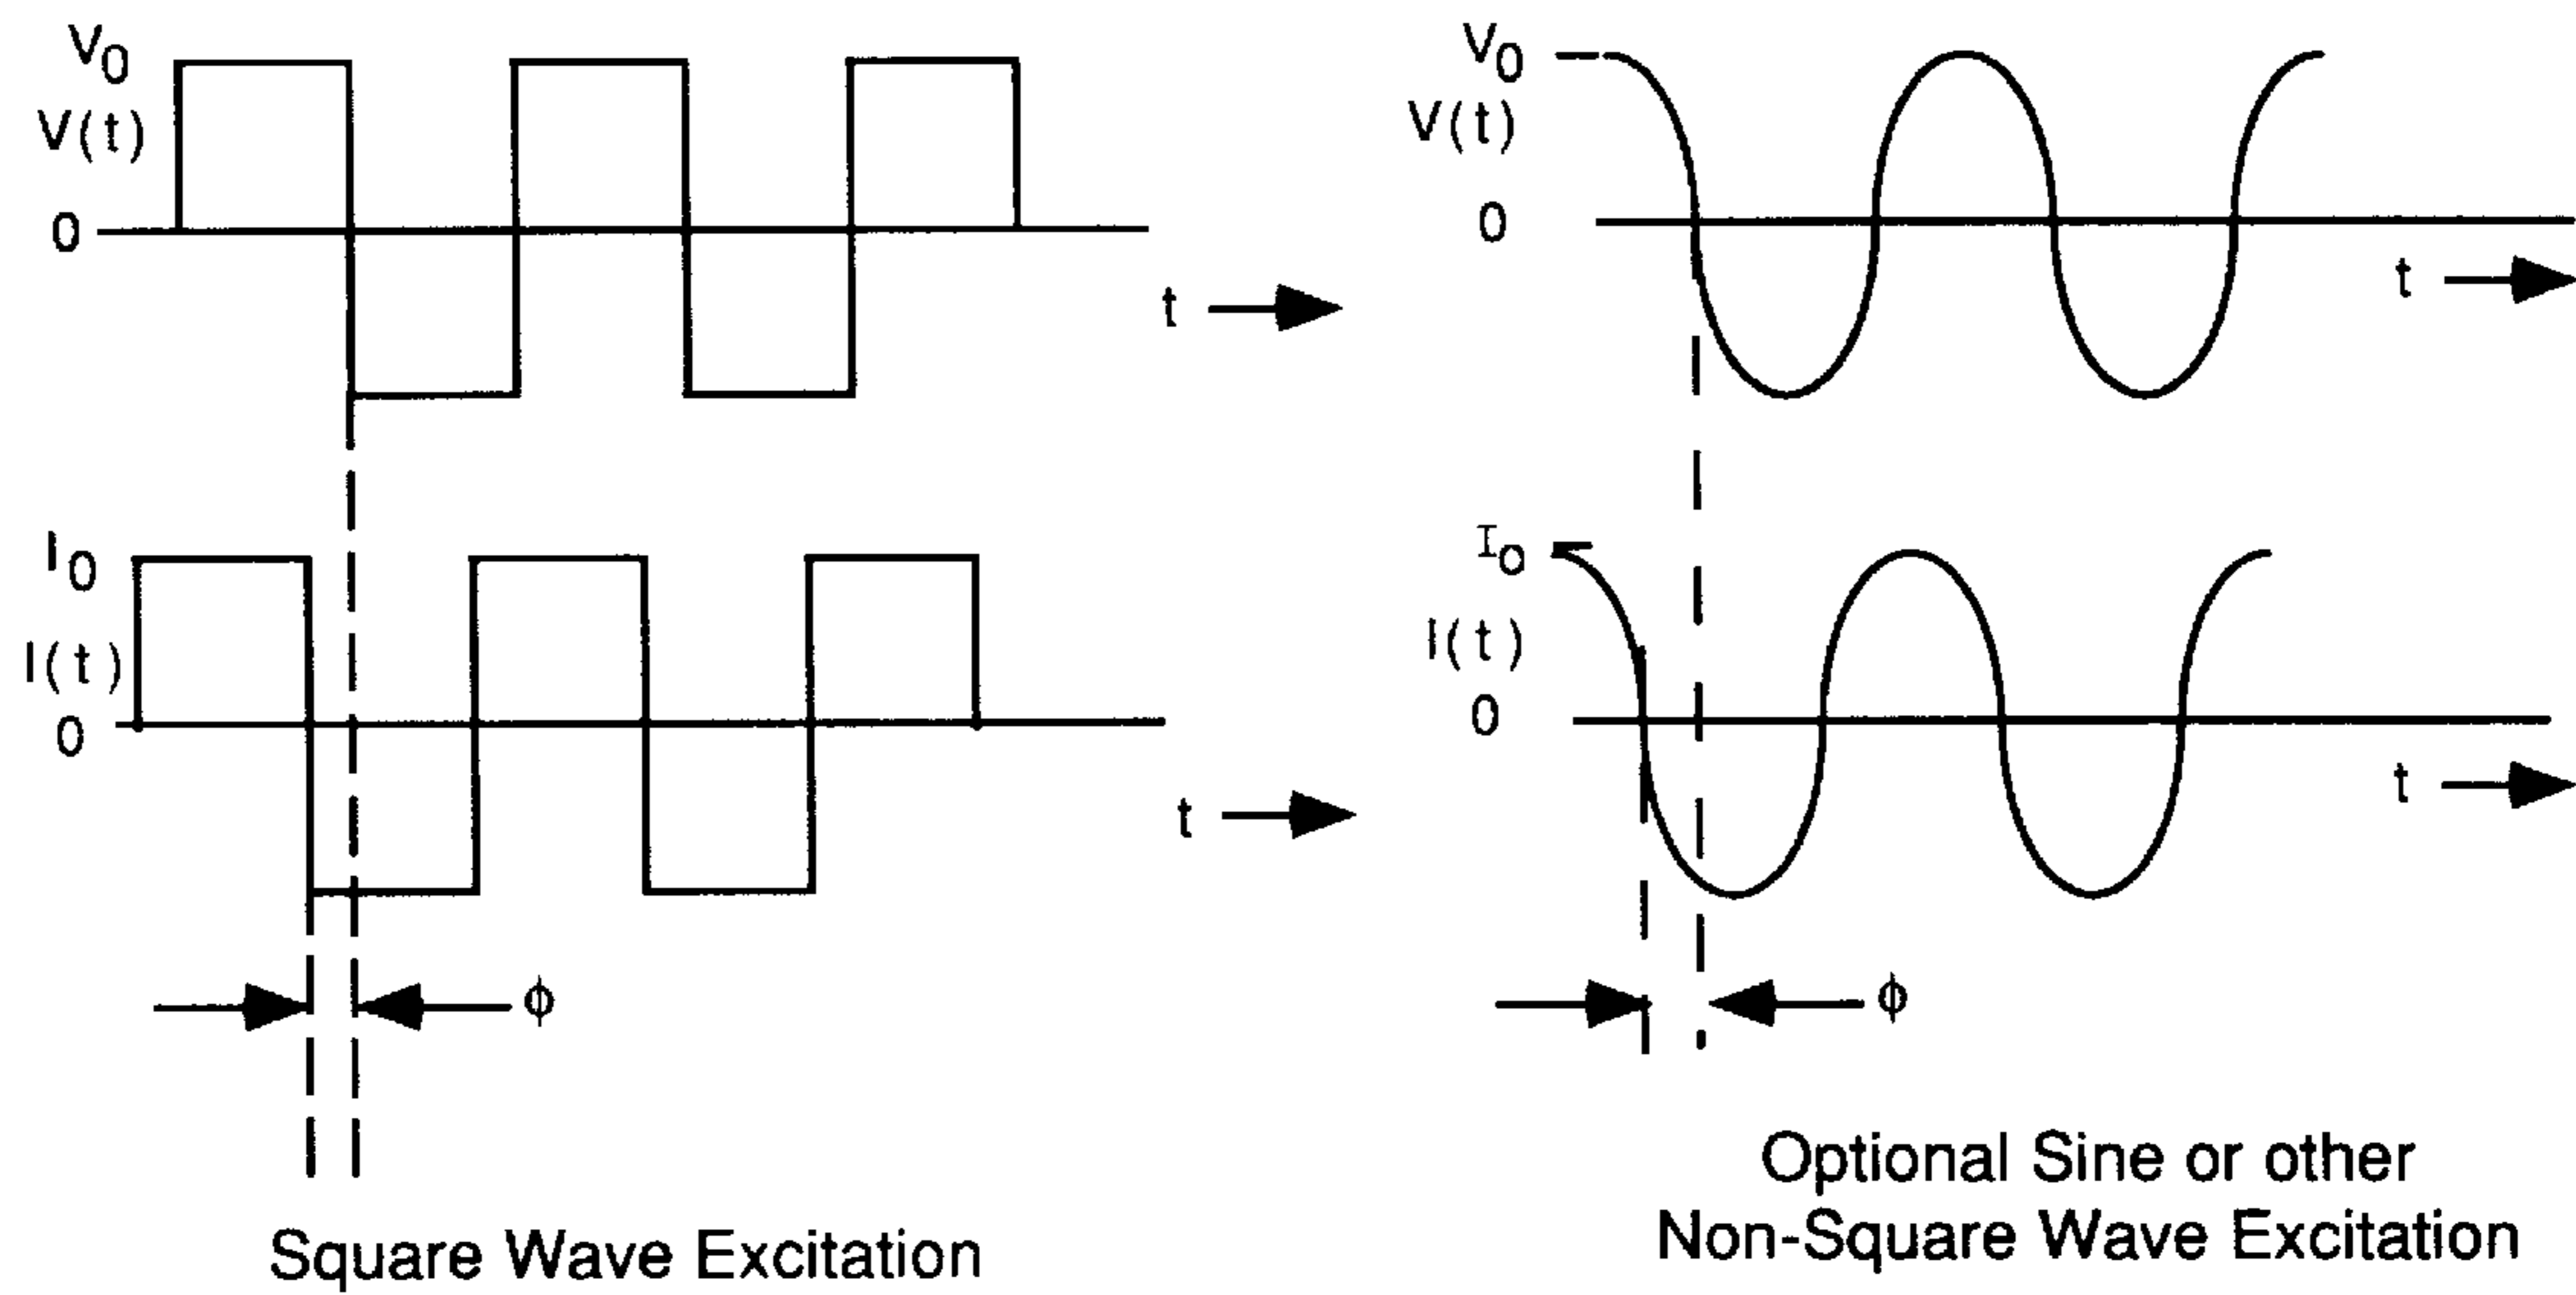 V0
V(t)
0
t
I0
I(t)
0
t
ϕ
Square Wave Excitation
V0
V(t)
0
t
I0
I(t)
0
t
ϕ
Optional Sine or other
Non-Square Wave Excitation